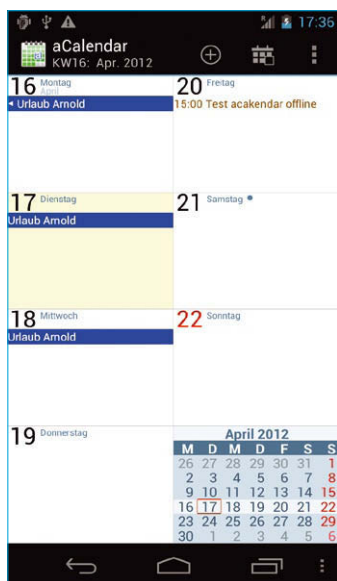 17:36
aCalendar
KW16: Apr. 2012
16 Montag
April
Urlaub Arnold
17 Dienstag
Urlaub Arnold
18 Mittwoch
Urlaub Arnold
19 Donnerstag
20 Freitag
15:00 Test acakendar offline
21 Samstag
22 Sonntag
April 2012
M D M D F S S
26 27 28 29 30 31 1
2 3 4 5 6 7 8
9 10 11 12 13 14 15
16 17 18 19 20 21 22
23 24 25 26 27 28 29
30 1 2 3 4 5 6